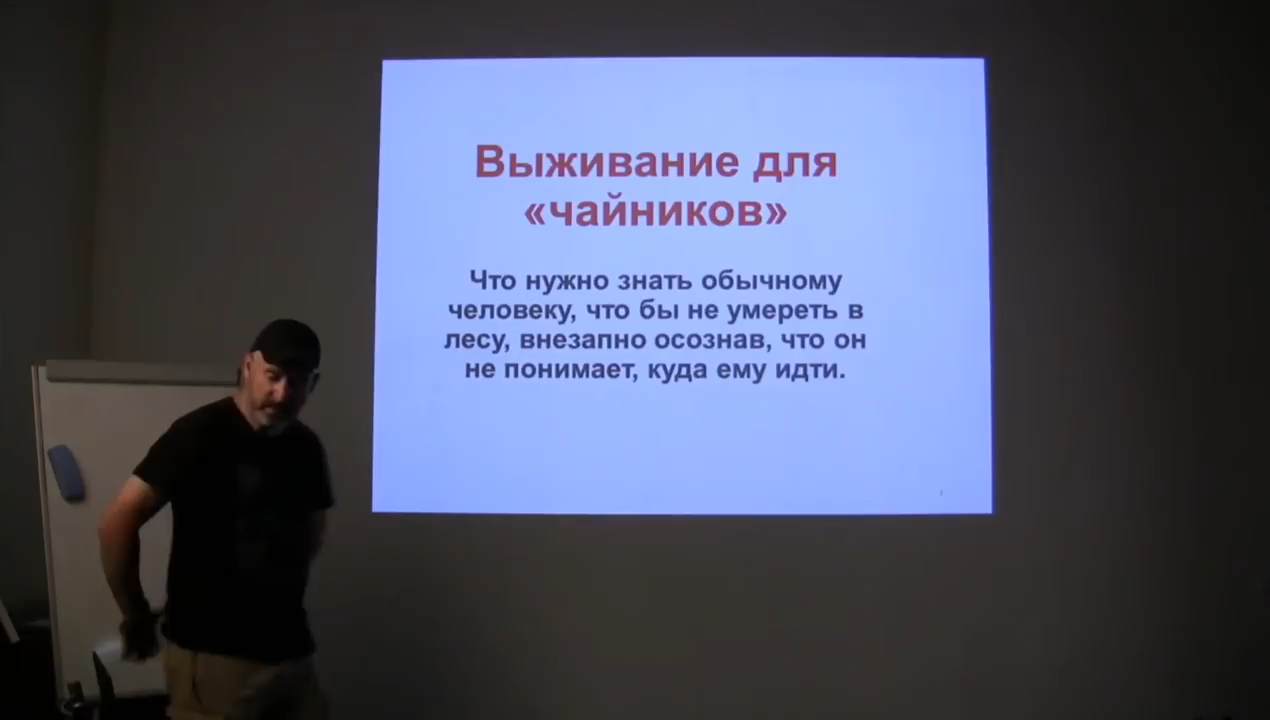 Выживание для
«чайников»
Что нужно знать обычному
человеку, что бы не умереть в
лесу, внезапно осознав, что он
не понимает, куда ему идти.